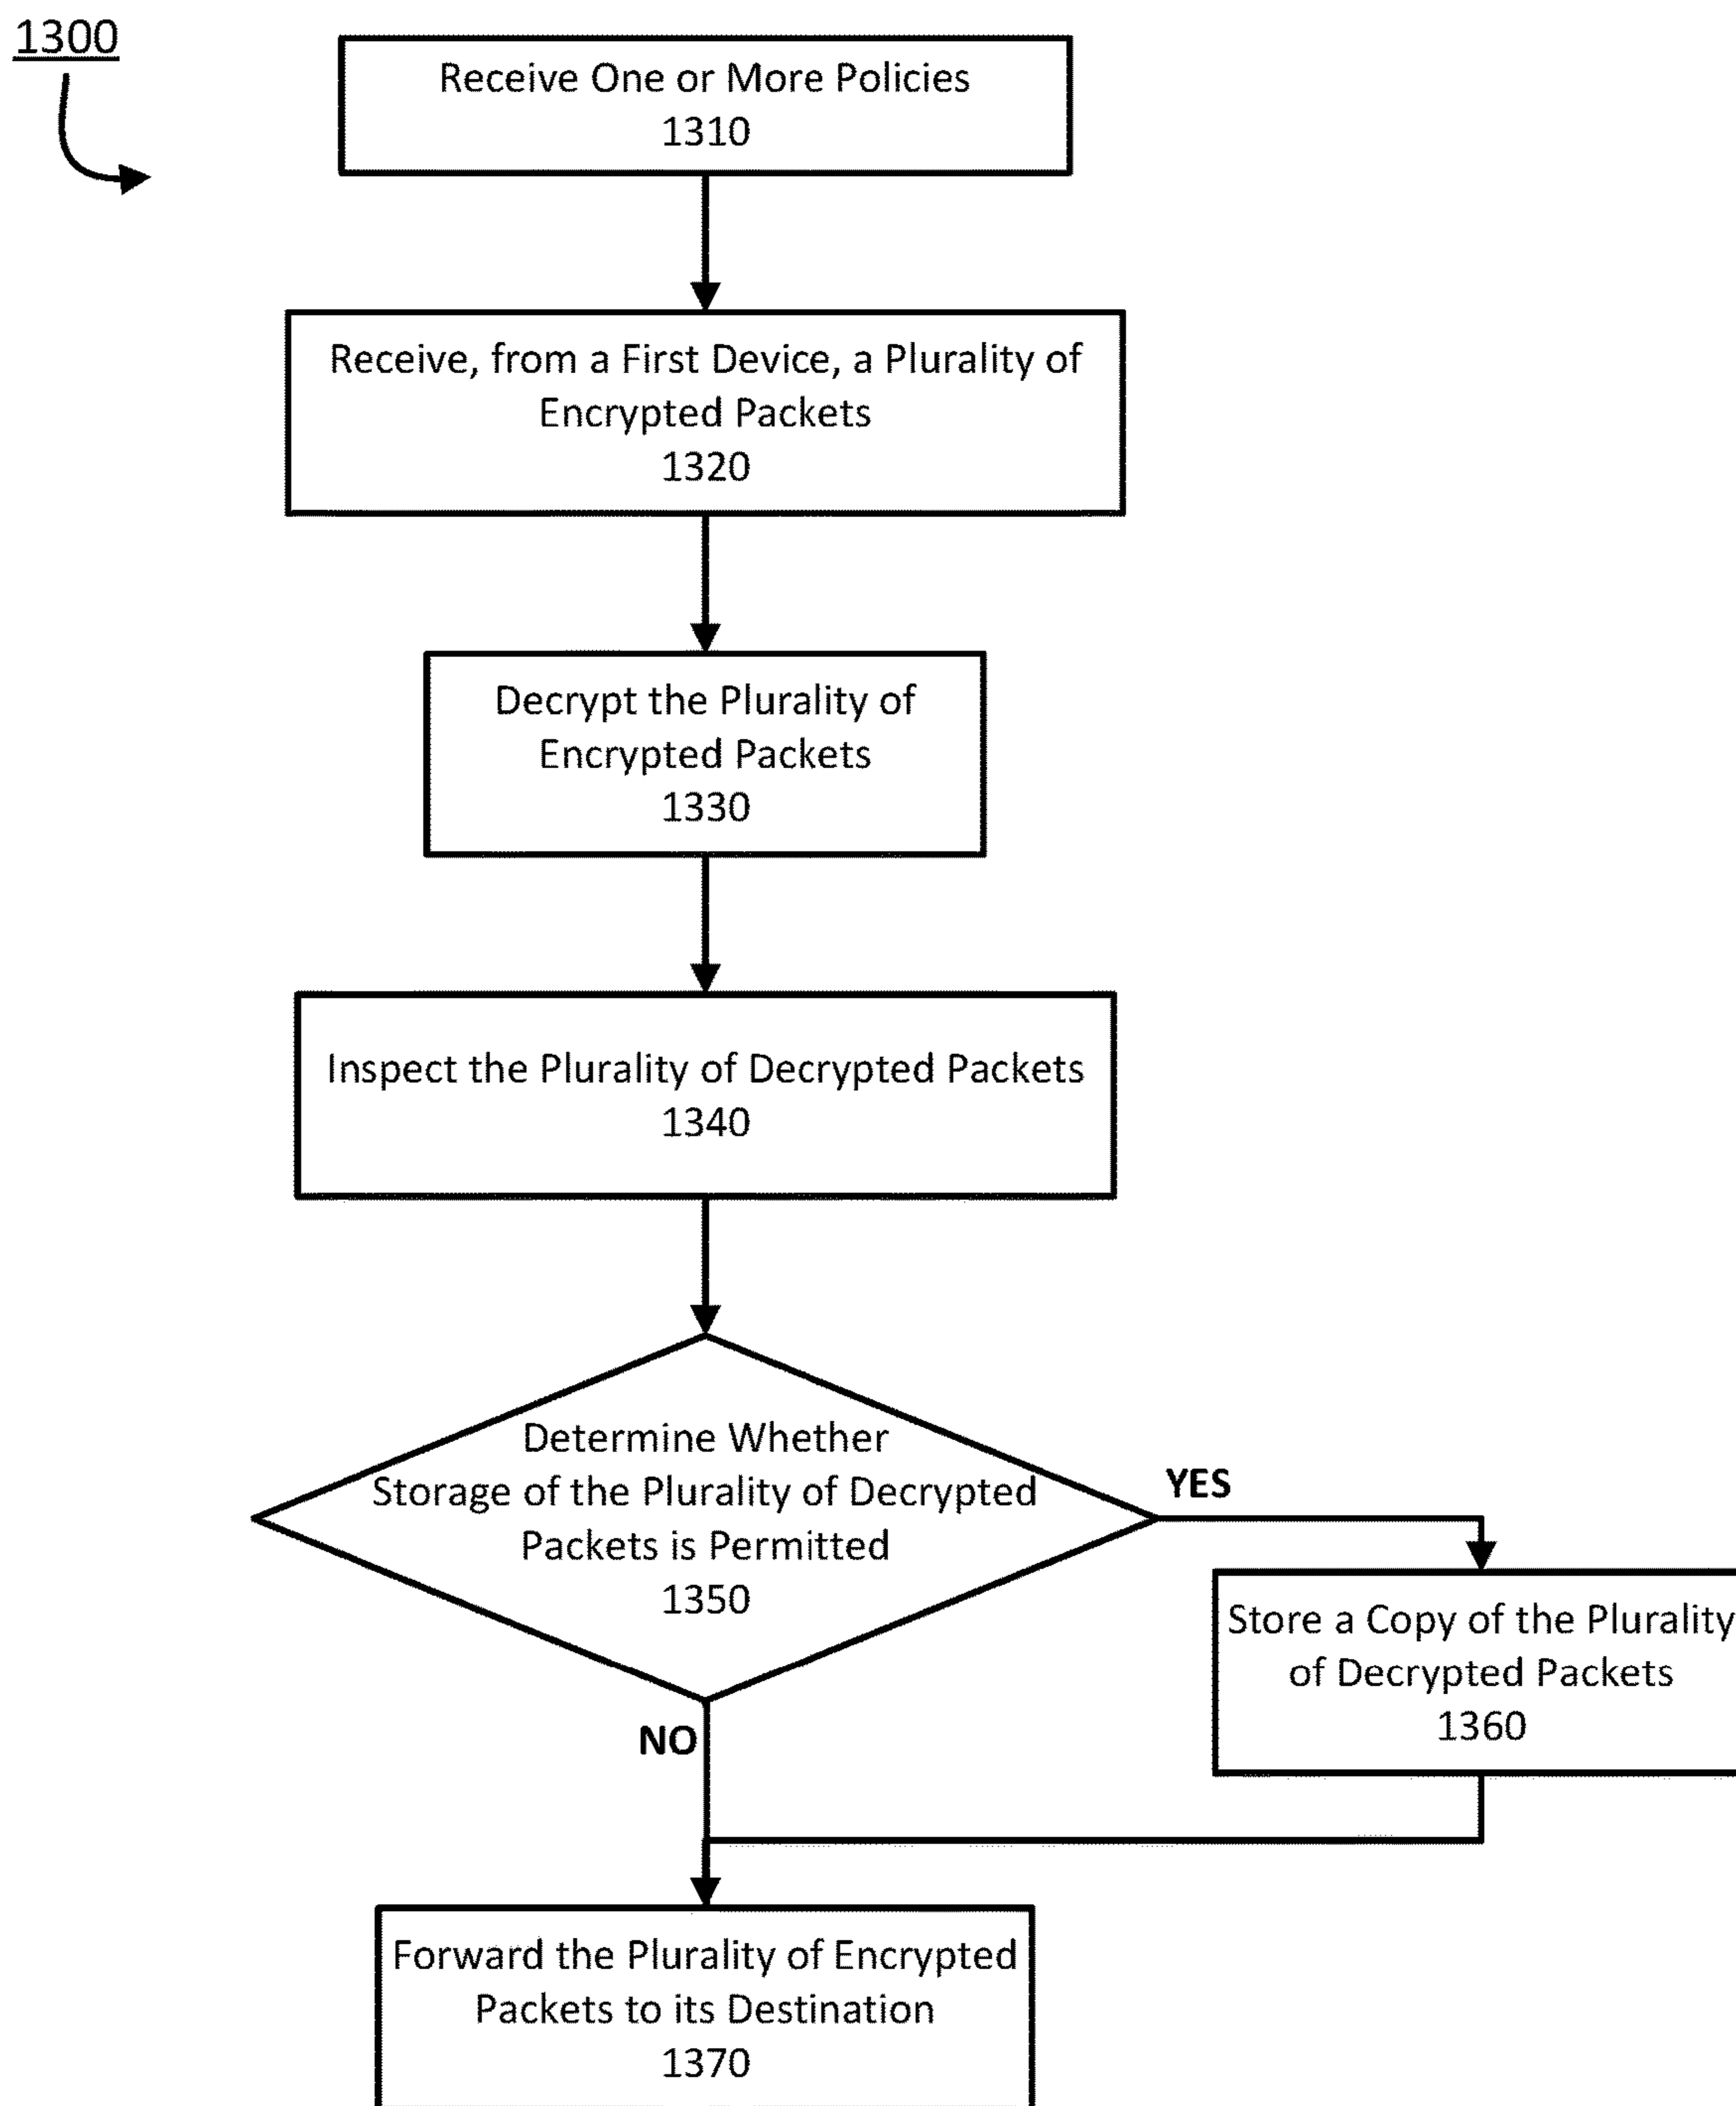 1300
Receive One or More Policies
1310
Receive, from a First Device, a Plurality of
Encrypted Packets
1320
Decrypt the Plurality of
Encrypted Packets
1330
Inspect the Plurality of Decrypted Packets
1340
Determine Whether
Storage of the Plurality of Decrypted
Packets is Permitted
1350
YES
Store a Copy of the Plurality
of Decrypted Packets
1360
NO
Forward the Plurality of Encrypted
Packets to its Destination
1370